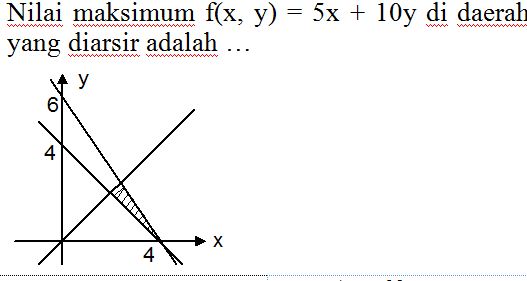 Nilai maksimum f(x, y) = 5x + 10y di daerah
yang diarsir adalah …
y
6
4
x
4